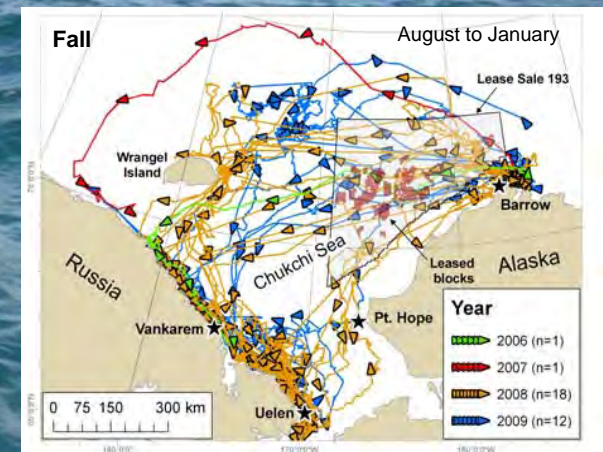 Fall
August to January
Lease Sale 193
Wrangel
Island
Barrow
Chukchi Sea
Leased
blocks
Russia
Alaska
Vankarem
Pt. Hope
Uelen
Year
2006 (n=1)
2007 (n=1)
2008 (n=18)
2009 (n=12)
0 75 150 300 km